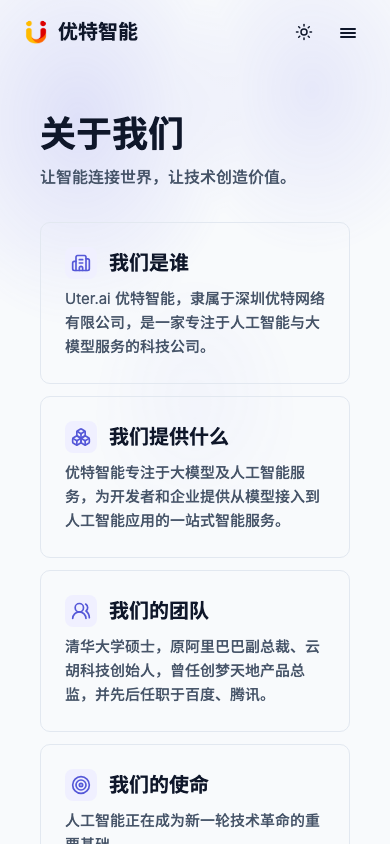 优特智能
关于我们
让智能连接世界，让技术创造价值。
我们是谁
Uter.ai 优特智能，隶属于深圳优特网络
有限公司，是一家专注于人工智能与大
模型服务的科技公司。
我们提供什么
优特智能专注于大模型及人工智能服
务，为开发者和企业提供从模型接入到
人工智能应用的一站式智能服务。
我们的团队
清华大学硕士，原阿里巴巴副总裁、云
胡科技创始人，曾任创梦天地产品总
监，并先后任职于百度、腾讯。
我们的使命
人工智能正在成为新一轮技术革命的重
要基础